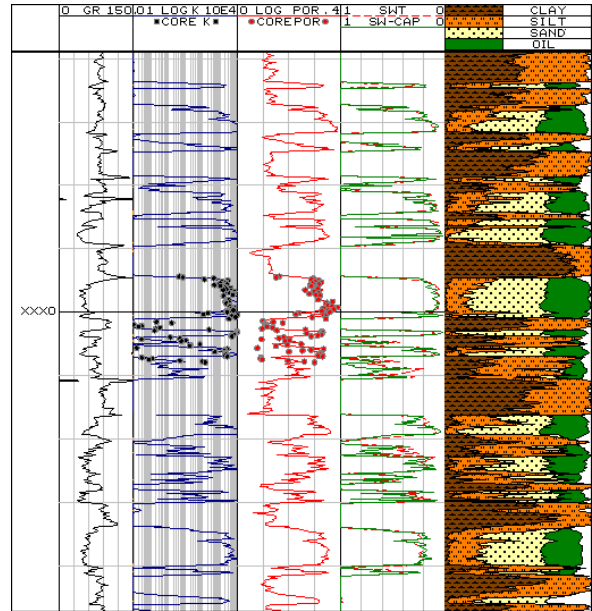 0 GR 150 .01 LOG K 10E4 0 LOG POR .4 1 SWT 0 CLAY
CORE K COREPOR 1 SW-CAP 0 SILT
SAND
OIL
XXX0